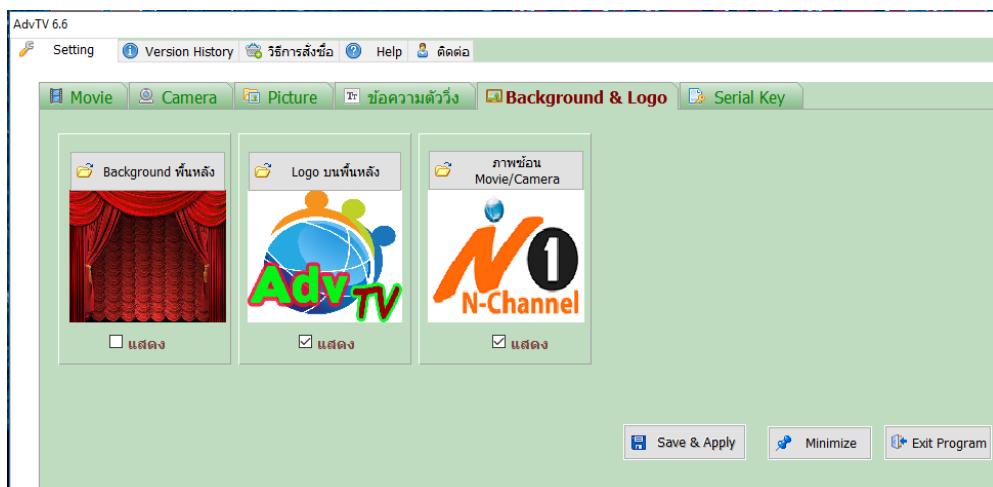 AdvTV 6.6
Setting Version History วิธีการสั่งซื้อ Help ติดต่อ
Movie Camera Picture ข้อความตัววิ่ง Background & Logo Serial Key
Background พื้นหลัง
Logo บนพื้นหลัง
ภาพซ้อน
Movie/Camera
Adv
TV
1
N-Channel
แสดง
แสดง
แสดง
Save & Apply
Minimize
Exit Program